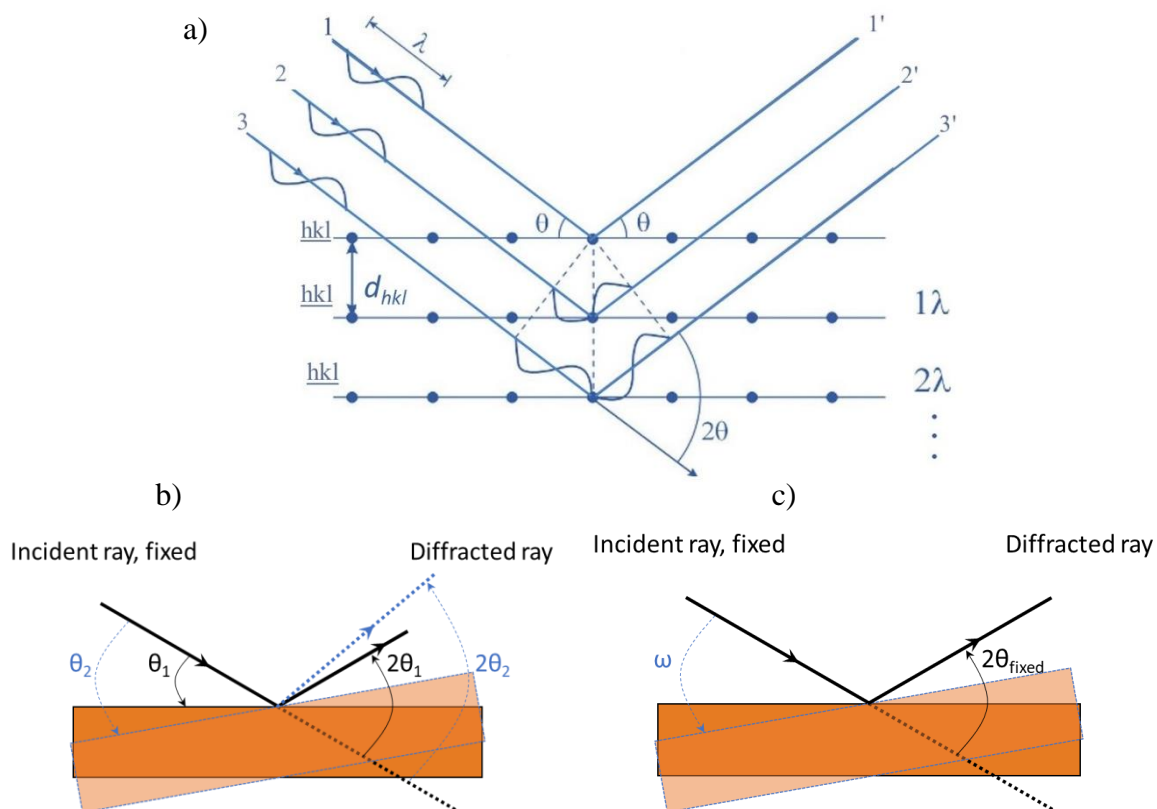 a)
1
λ
1'
2
2'
3
3'
θ
θ
hkl
d_hkl
hkl
1λ
hkl
2λ
2θ
b)
c)
Incident ray, fixed
Diffracted ray
Incident ray, fixed
Diffracted ray
θ₂
θ₁
2θ₁
2θ₂
ω
2θ_fixed